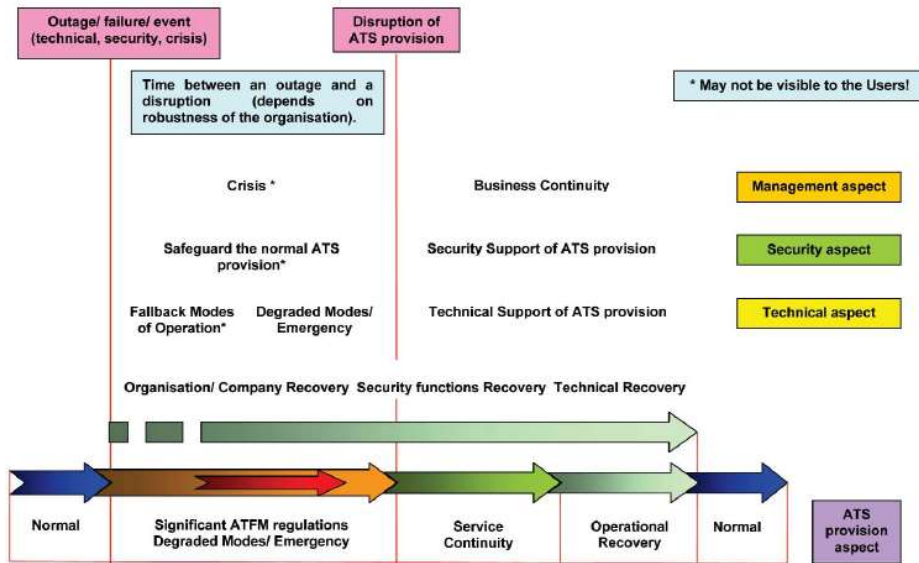 Outage/ failure/ event
(technical, security, crisis)
Disruption of
ATS provision
Time between an outage and a
disruption (depends on
robustness of the organisation).
* May not be visible to the Users!
Crisis *
Business Continuity
Management aspect
Safeguard the normal ATS
provision*
Security Support of ATS provision
Security aspect
Fallback Modes
of Operation*
Degraded Modes/
Emergency
Technical Support of ATS provision
Technical aspect
Organisation/ Company Recovery Security functions Recovery Technical Recovery
Normal
Significant ATFM regulations
Degraded Modes/ Emergency
Service
Continuity
Operational
Recovery
Normal
ATS
provision
aspect